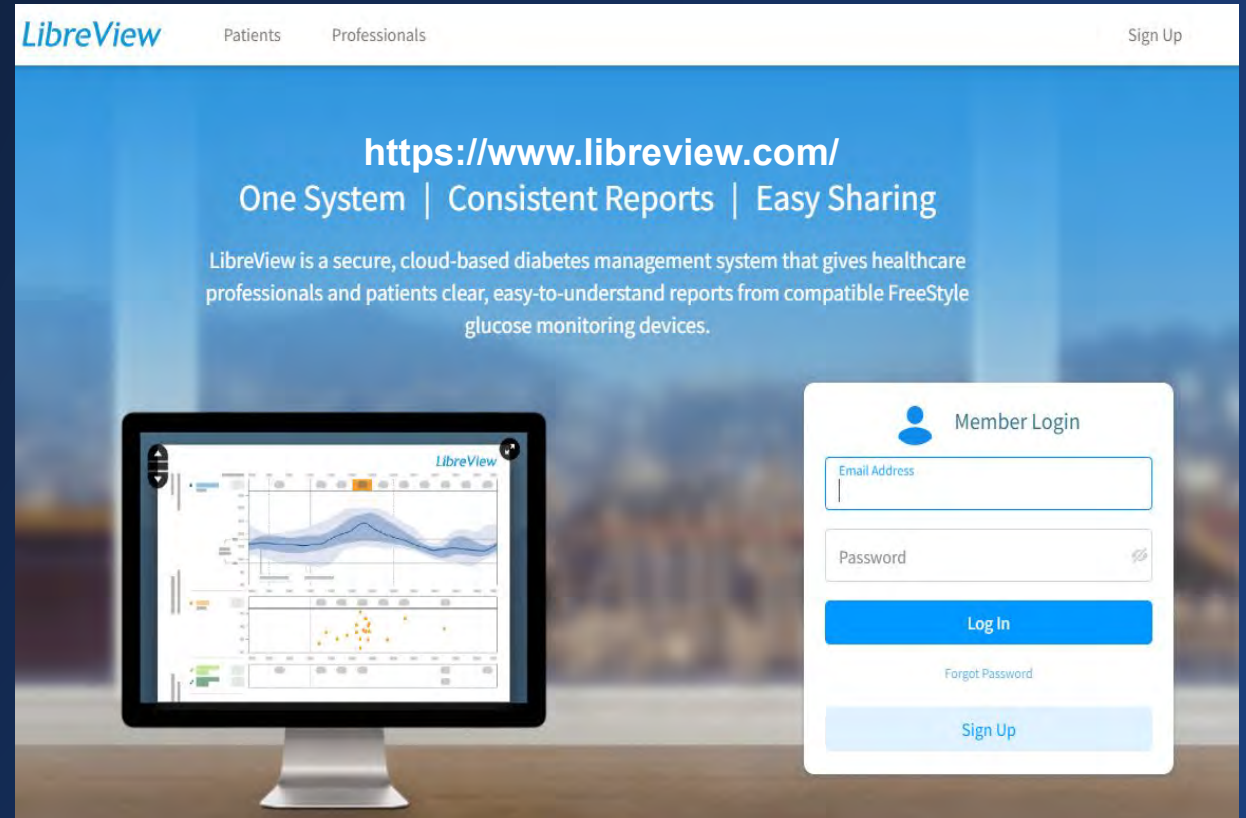 LibreView
Patients
Professionals
Sign Up
https://www.libreview.com/
One System | Consistent Reports | Easy Sharing
LibreView is a secure, cloud-based diabetes management system that gives healthcare
professionals and patients clear, easy-to-understand reports from compatible FreeStyle
glucose monitoring devices.
LibreView
Member Login
Email Address
Password
Log In
Forgot Password
Sign Up